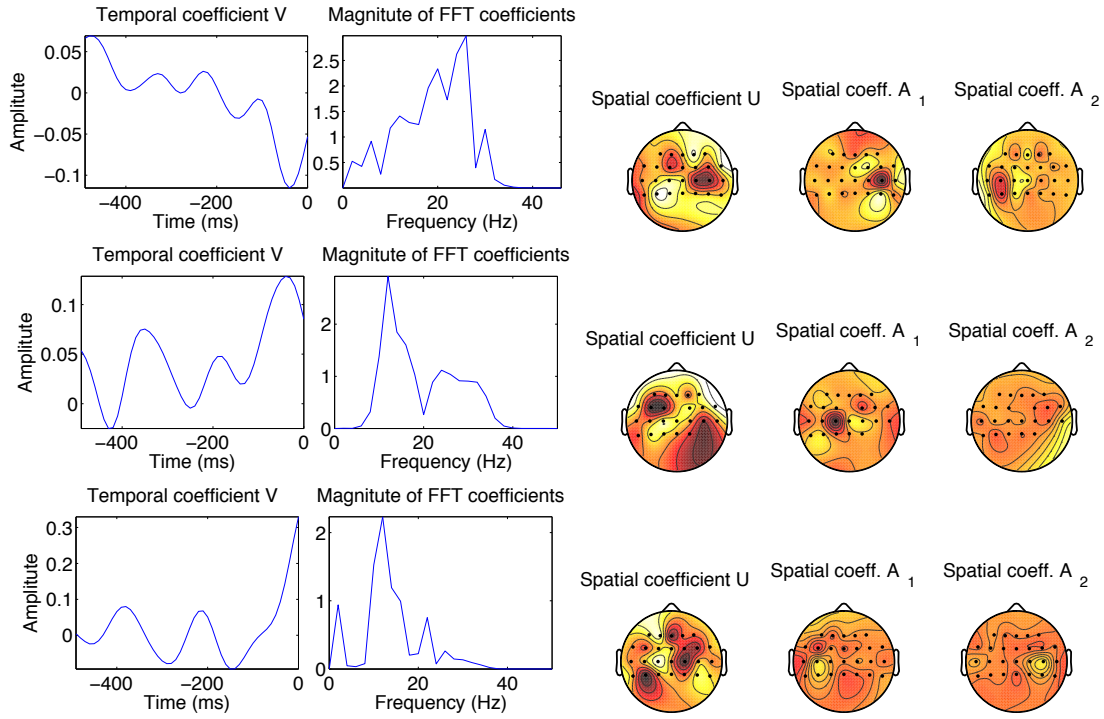 Temporal coefficient V
Magnitute of FFT coefficients
0.05
0
−0.05
−0.1
Amplitute
−400
−200
0
Time (ms)
2.5
2
1.5
1
0.5
0
20
40
Frequency (Hz)
Spatial coefficient U
Spatial coeff. A 1
Spatial coeff. A 2
Temporal coefficient V
Magnitute of FFT coefficients
0.1
0.05
0
Amplitute
−400
−200
0
Time (ms)
2
1
0
0
20
40
Frequency (Hz)
Spatial coefficient U
Spatial coeff. A 1
Spatial coeff. A 2
Temporal coefficient V
Magnitute of FFT coefficients
0.3
0.2
0.1
0
Amplitute
−400
−200
0
Time (ms)
2
1
0
0
20
40
Frequency (Hz)
Spatial coefficient U
Spatial coeff. A 1
Spatial coeff. A 2